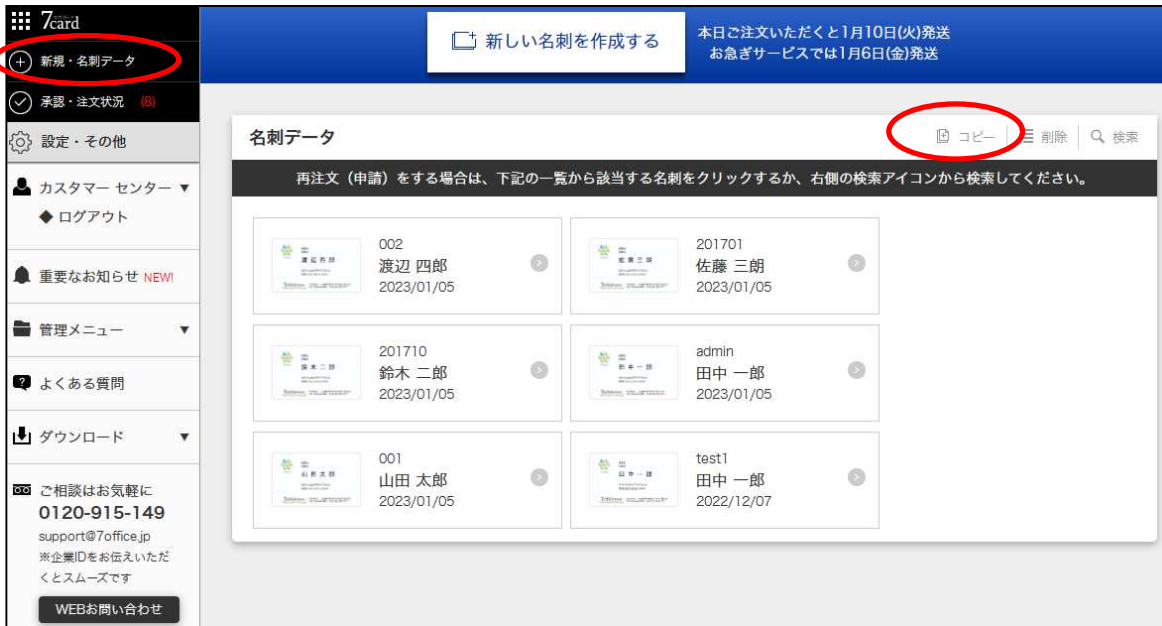 7card
新規・名刺データ
承認・注文状況 (8)
設定・その他
カスタマー センター ▼
◆ ログアウト
重要なお知らせ NEW!
管理メニュー ▼
よくある質問
ダウンロード ▼
ご相談はお気軽に
0120-915-149
support@7office.jp
※企業IDをお伝えいただ
くとスムーズです
WEBお問い合わせ
新しい名刺を作成する
本日ご注文いただくと1月10日(火)発送
お急ぎサービスでは1月6日(金)発送
名刺データ
コピー
削除
検索
再注文（申請）をする場合は、下記の一覧から該当する名刺をクリックするか、右側の検索アイコンから検索してください。
002
渡辺 四郎
2023/01/05
201701
佐藤 三朗
2023/01/05
201710
鈴木 二郎
2023/01/05
admin
田中 一郎
2023/01/05
001
山田 太郎
2023/01/05
test1
田中 一郎
2022/12/07